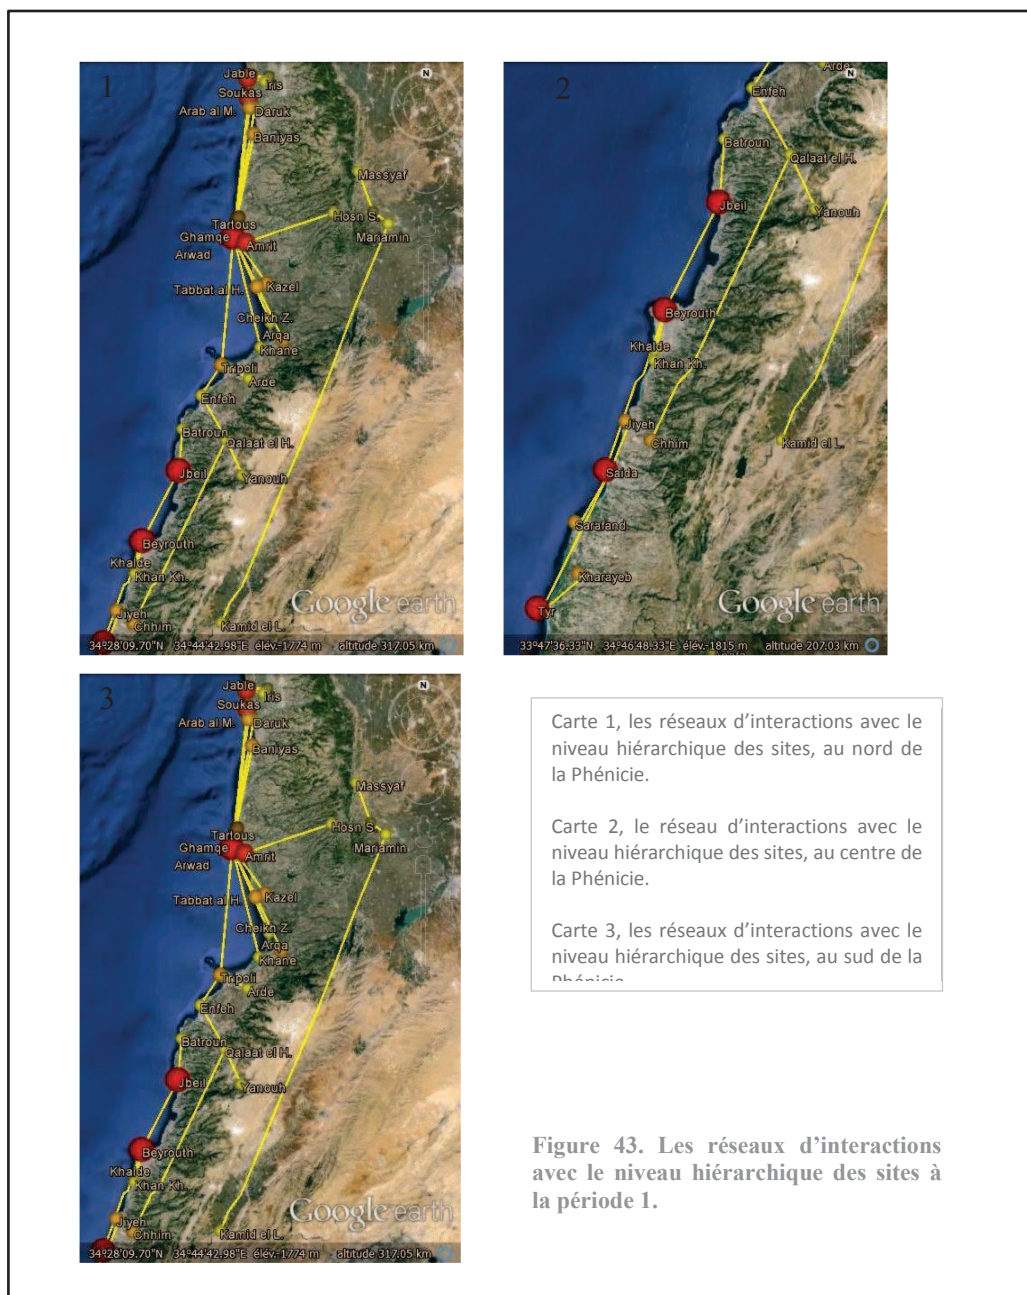 1
Jable
Iris
Soukas
Arab al M.
Daruk
Baniyas
Massyaf
Hosn S.
Tartous
Mariamin
Ghamqe
Amrit
Arwad
Tabbat al H.
Kazel
Cheikh Z.
Arqa
Khane
Tripoli
Arde
Enfeh
Batroun
Qalaat el H.
Jbeil
Yanouh
Beyrouth
Khalde
Khan Kh.
Jiyeh
Chhim
Kamid el L.
Google earth
34°28'09.70"N 34°44'42.98"E élév.-1774 m altitude 317.05 km
N
2
Arde
N
Enfeh
Batroun
Qalaat el H.
Jbeil
Yanouh
Beyrouth
Khalde
Khan Kh.
Jiyeh
Chhim
Kamid el L.
Saida
Sarafand.
Kharayeb
Tyr
Google earth
33°47'36.33"N 34°46'48.33"E élév.-1815 m altitude 207.03 km
3
N
Jable
Iris
Soukas
Arab al M.
Daruk
Baniyas
Massyaf
Hosn S.
Tartous
Mariamin
Ghamqe
Amrit
Arwad
Tabbat al H.
Kazel
Cheikh Z.
Arqa
Khane
Tripoli
Arde
Enfeh
Batroun
Qalaat el H.
Jbeil
Yanouh
Beyrouth
Khalde
Khan Kh.
Jiyeh
Chhim
Kamid el L.
Google earth
34°28'09.70"N 34°44'42.98"E élév.-1774 m altitude 317.05 km
Carte 1, les réseaux d'interactions avec le
niveau hiérarchique des sites, au nord de
la Phénicie.
Carte 2, le réseau d'interactions avec le
niveau hiérarchique des sites, au centre de
la Phénicie.
Carte 3, les réseaux d'interactions avec le
niveau hiérarchique des sites, au sud de la
Phénicie
Figure 43. Les réseaux d'interactions
avec le niveau hiérarchique des sites à
la période 1.